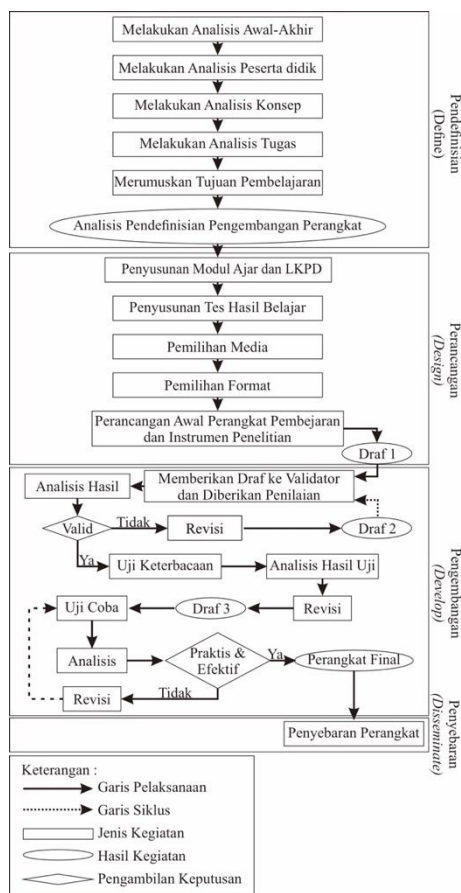 Melakukan Analisis Awal-Akhir
Melakukan Analisis Peserta didik
Melakukan Analisis Konsep
Melakukan Analisis Tugas
Merumuskan Tujuan Pembelajaran
Analisis Pendefinisian Pengembangan Perangkat
Pendefinisian
(Define)
Penyusunan Modul Ajar dan LKPD
Penyusunan Tes Hasil Belajar
Pemilihan Media
Pemilihan Format
Perancangan Awal Perangkat Pembejaran
dan Instrumen Penelitian
Draf 1
Perancangan
(Design)
Analisis Hasil
Memberikan Draf ke Validator
dan Diberikan Penilaian
Valid
Tidak
Revisi
Draf 2
Ya
Uji Keterbacaan
Analisis Hasil Uji
Uji Coba
Draf 3
Revisi
Analisis
Praktis &
Efektif
Ya
Perangkat Final
Revisi
Tidak
Pengembangan
(Develop)
Penyebaran Perangkat
Penyebaran
(Disseminate)
Keterangan :
Garis Pelaksanaan
Garis Siklus
Jenis Kegiatan
Hasil Kegiatan
Pengambilan Keputusan